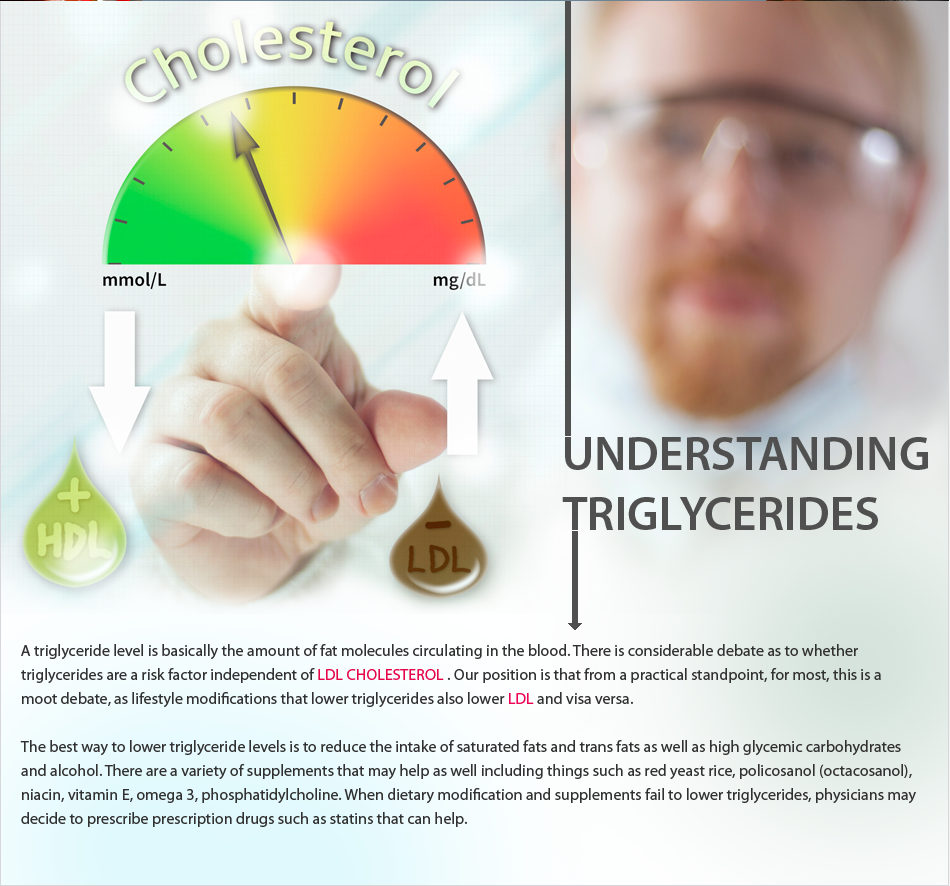 Cholesterol
mmol/L
mg/dL
+
HDL
-
LDL
UNDERSTANDING
TRIGLYCERIDES
A triglyceride level is basically the amount of fat molecules circulating in the blood. There is considerable debate as to whether
triglycerides are a risk factor independent of LDL CHOLESTEROL . Our position is that from a practical standpoint, for most, this is a
moot debate, as lifestyle modifications that lower triglycerides also lower LDL and visa versa.
The best way to lower triglyceride levels is to reduce the intake of saturated fats and trans fats as well as high glycemic carbohydrates
and alcohol. There are a variety of supplements that may help as well including things such as red yeast rice, policosanol (octacosanol),
niacin, vitamin E, omega 3, phosphatidylcholine. When dietary modification and supplements fail to lower triglycerides, physicians may
decide to prescribe prescription drugs such as statins that can help.